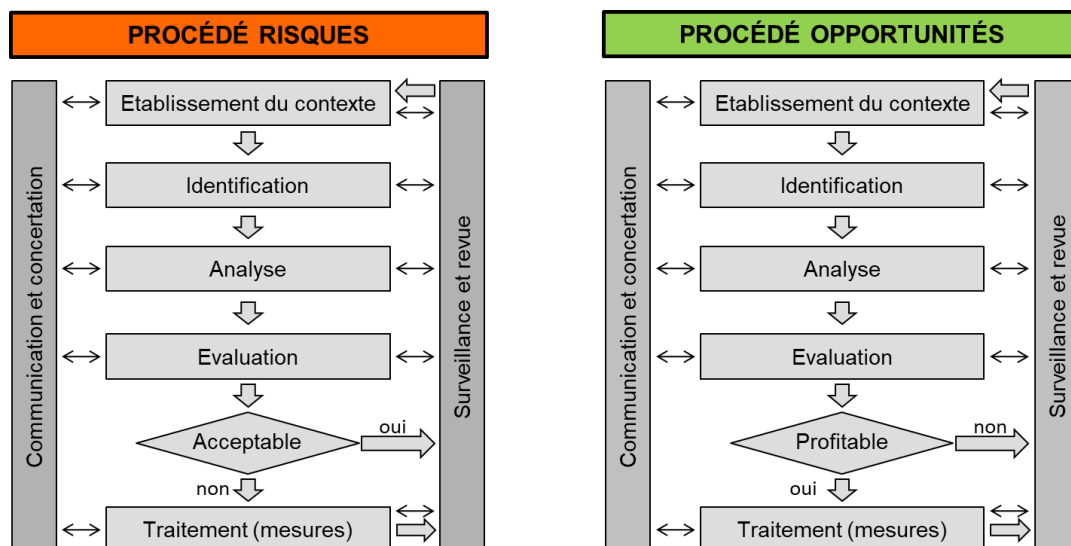 PROCÉDÉ RISQUES
Communication et concertation
Etablissement du contexte
Identification
Analyse
Evaluation
Acceptable
oui
non
Traitement (mesures)
Surveillance et revue
PROCÉDÉ OPPORTUNITÉS
Communication et concertation
Etablissement du contexte
Identification
Analyse
Evaluation
Profitable
non
oui
Traitement (mesures)
Surveillance et revue